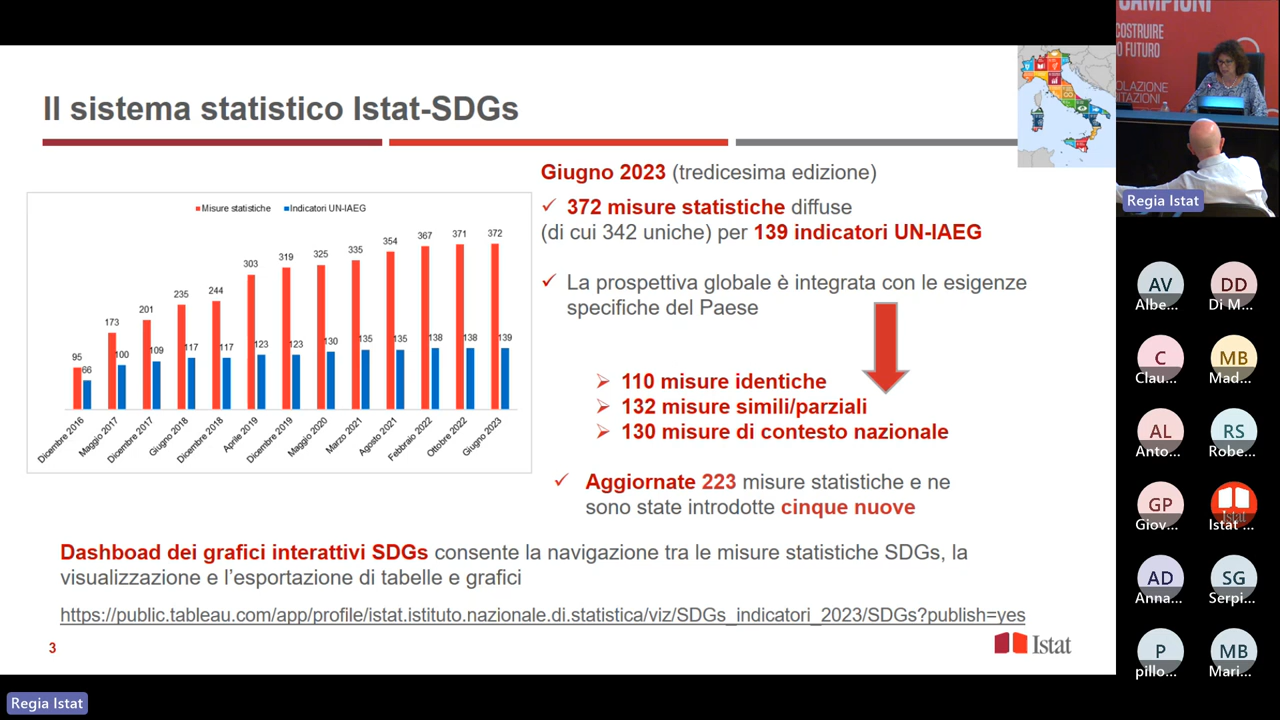 Il sistema statistico Istat-SDGs
Misure statistiche Indicatori UN-IAEG
95 173 201 235 244 303 319 325 335 354 367 371 372
66 100 109 117 117 123 123 130 135 135 138 138 139
Dicembre 2016 Maggio 2017 Dicembre 2017 Giugno 2018 Dicembre 2018 Aprile 2019 Dicembre 2019 Maggio 2020 Marzo 2021 Agosto 2021 Febbraio 2022 Ottobre 2022 Giugno 2023
Giugno 2023 (tredicesima edizione)
✓ 372 misure statistiche diffuse
(di cui 342 uniche) per 139 indicatori UN-IAEG
✓ La prospettiva globale è integrata con le esigenze
specifiche del Paese
➢ 110 misure identiche
➢ 132 misure simili/parziali
➢ 130 misure di contesto nazionale
✓ Aggiornate 223 misure statistiche e ne
sono state introdotte cinque nuove
Dashboad dei grafici interattivi SDGs consente la navigazione tra le misure statistiche SDGs, la
visualizzazione e l'esportazione di tabelle e grafici
https://public.tableau.com/app/profile/istat.istituto.nazionale.di.statistica/viz/SDGs_indicatori_2023/SDGs?publish=yes
3
Istat
Regia Istat
CAMPIONI
COSTRUIRE
O FUTURO
OLAZIONE
ITAZIONI
Regia Istat
AV DD
Albe... Di M...
C MB
Clau... Mad...
AL RS
Anto... Robe...
GP Istat
Giov... Istat ...
AD SG
Anna... Serpi...
P MB
pillo... Mari...